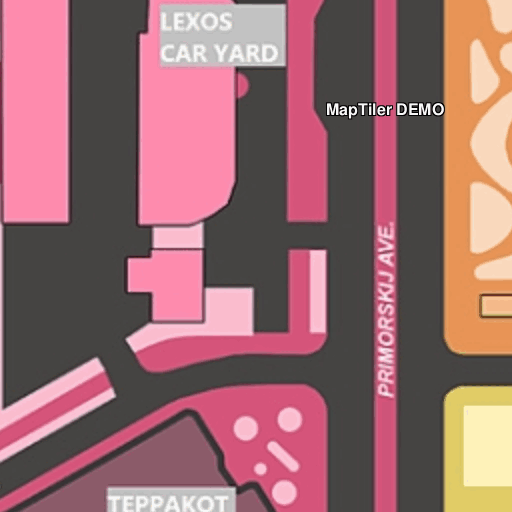 LEXOS
CAR YARD
MapTiler DEMO
PRIMORSKIJ AVE.
TEPPAKOT